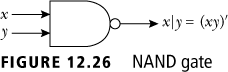 x
y
x|y = (xy)′
FIGURE 12.26 NAND gate